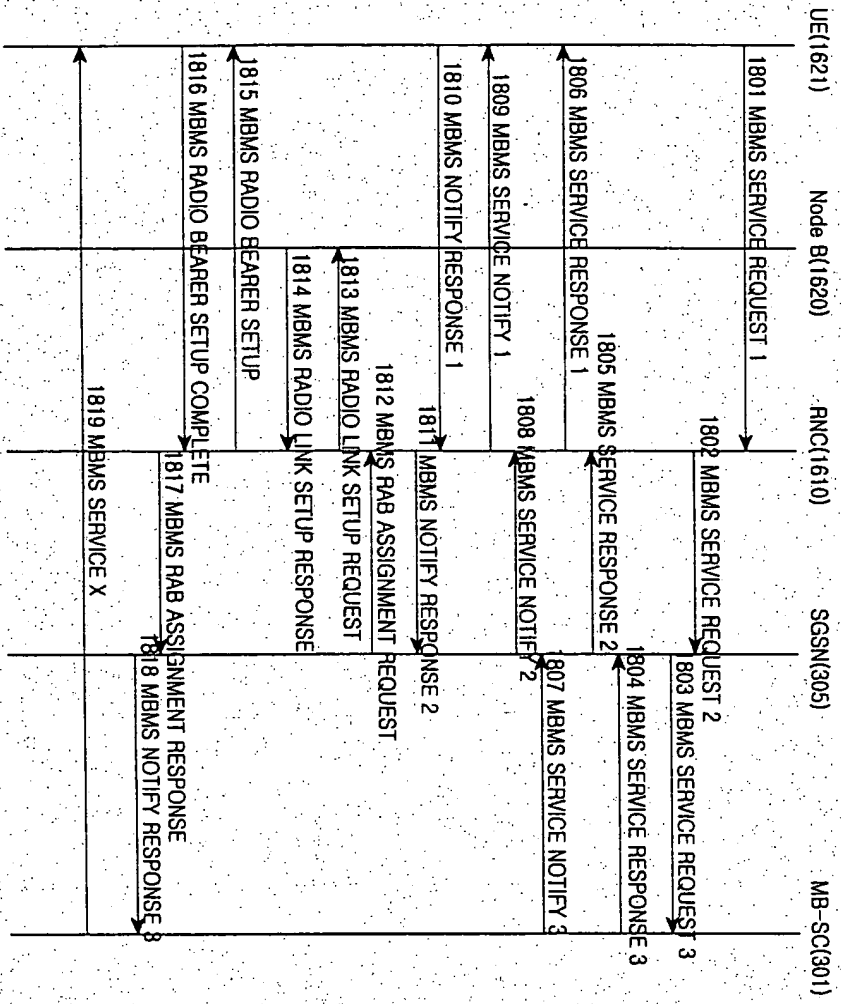 UE(1621)
Node B(1620)
RNC(1610)
SGSN(305)
MB-SC(301)
1801 MBMS SERVICE REQUEST 1
1802 MBMS SERVICE REQUEST 2
1803 MBMS SERVICE REQUEST 3
1804 MBMS SERVICE RESPONSE 3
1805 MBMS SERVICE RESPONSE 2
1806 MBMS SERVICE RESPONSE 1
1807 MBMS SERVICE NOTIFY 3
1808 MBMS SERVICE NOTIFY 2
1809 MBMS SERVICE NOTIFY 1
1810 MBMS NOTIFY RESPONSE 1
1811 MBMS NOTIFY RESPONSE 2
1812 MBMS RAB ASSIGNMENT REQUEST
1813 MBMS RADIO LINK SETUP REQUEST
1814 MBMS RADIO LINK SETUP RESPONSE
1815 MBMS RADIO BEARER SETUP
1816 MBMS RADIO BEARER SETUP COMPLETE
1817 MBMS RAB ASSIGNMENT RESPONSE
1818 MBMS NOTIFY RESPONSE 3
1819 MBMS SERVICE X